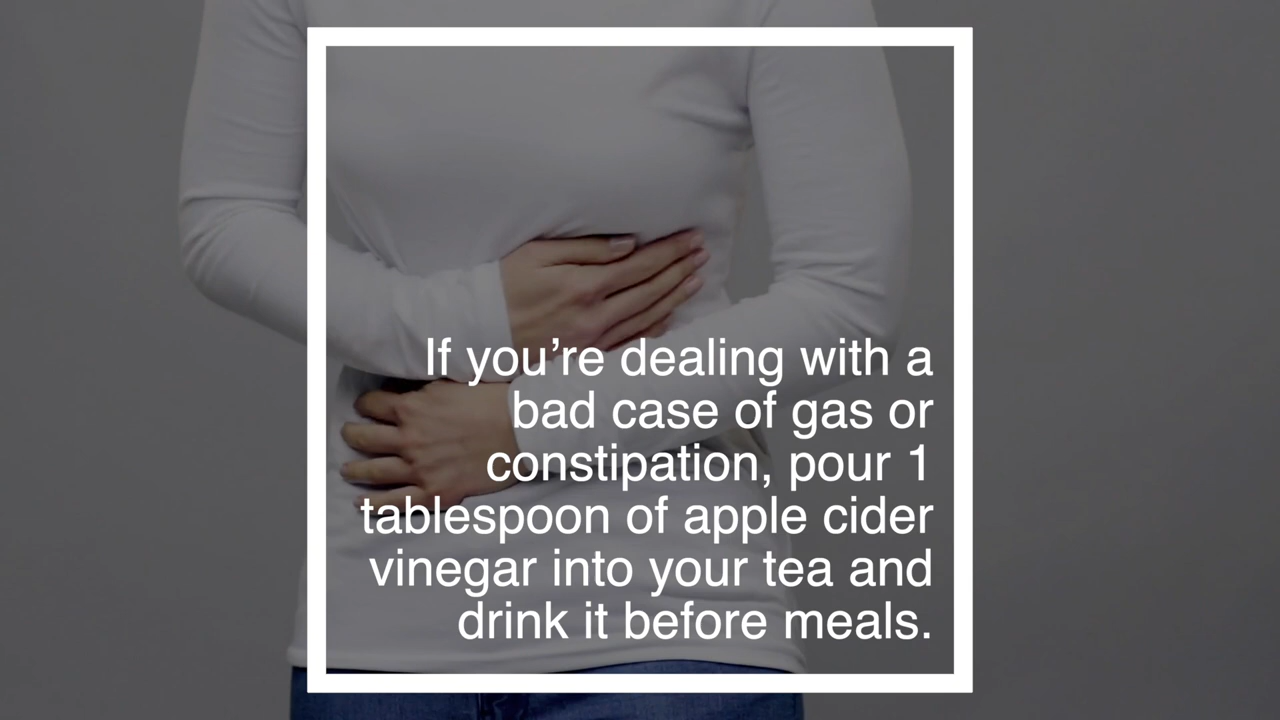 If you’re dealing with a
bad case of gas or
constipation, pour 1
tablespoon of apple cider
vinegar into your tea and
drink it before meals.